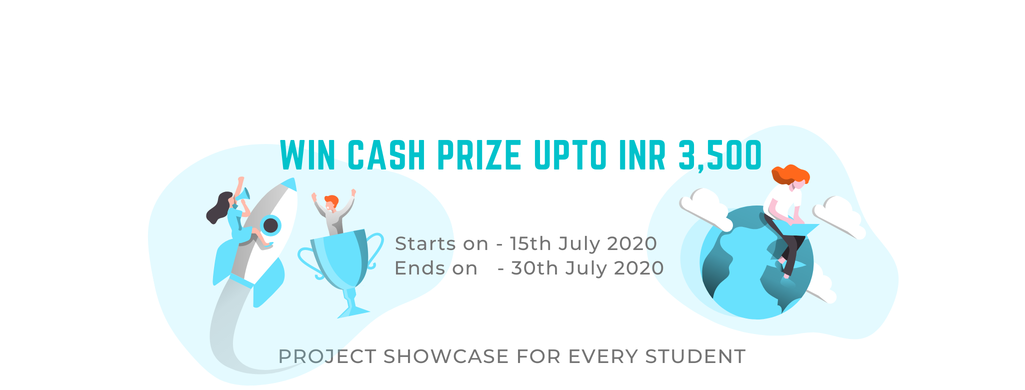 WIN CASH PRIZE UPTO INR 3,500
Starts on - 15th July 2020
Ends on - 30th July 2020
PROJECT SHOWCASE FOR EVERY STUDENT